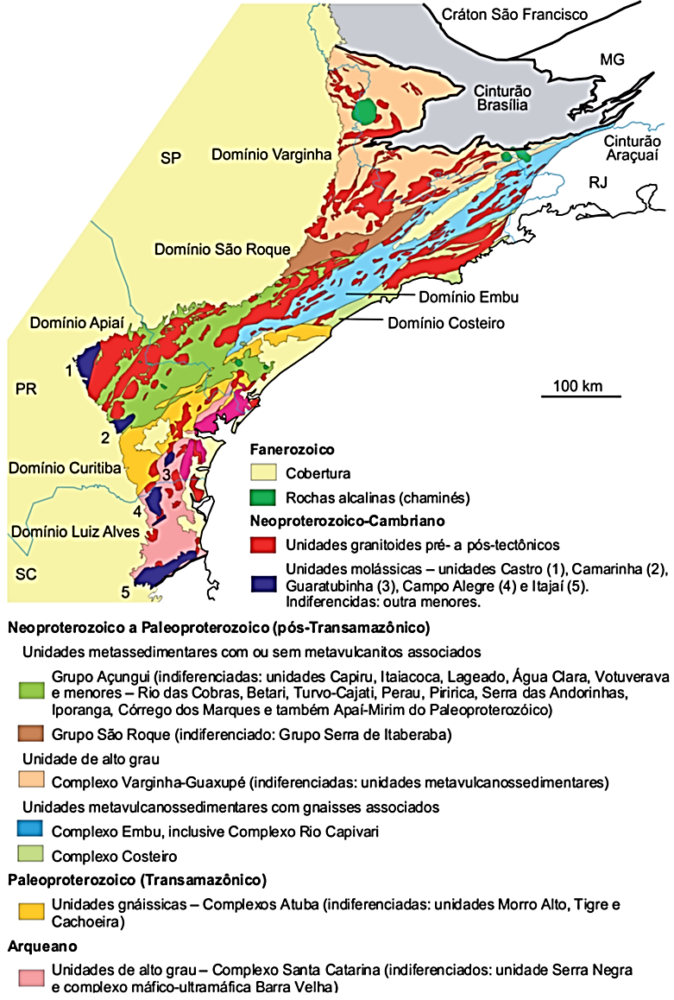 Cráton São Francisco
MG
Cinturão
Brasília
Cinturão
Araçuaí
SP
Domínio Varginha
RJ
Domínio São Roque
Domínio Embu
Domínio Apiaí
Domínio Costeiro
1
PR
100 km
2
Domínio Curitiba
3
4
Domínio Luiz Alves
SC
5
Fanerozoico
Cobertura
Rochas alcalinas (chaminés)
Neoproterozoico-Cambriano
Unidades granitoides pré- a pós-tectônicos
Unidades molássicas – unidades Castro (1), Camarinha (2),
Guaratubinha (3), Campo Alegre (4) e Itajaí (5).
Indiferencidas: outra menores.
Neoproterozoico a Paleoproterozoico (pós-Transamazônico)
Unidades metassedimentares com ou sem metavulcanitos associados
Grupo Açungui (indiferenciadas: unidades Capiru, Itaiacoca, Lageado, Água Clara, Votuverava
e menores – Rio das Cobras, Betari, Turvo-Cajati, Perau, Piririca, Serra das Andorinhas,
Iporanga, Córrego dos Marques e também Apaí-Mirim do Paleoproterozóico)
Grupo São Roque (indiferenciado: Grupo Serra de Itaberaba)
Unidade de alto grau
Complexo Varginha-Guaxupé (indiferenciadas: unidades metavulcanossedimentares)
Unidades metavulcanossedimentares com gnaisses associados
Complexo Embu, inclusive Complexo Rio Capivari
Complexo Costeiro
Paleoproterozoico (Transamazônico)
Unidades gnáissicas – Complexos Atuba (indiferenciadas: unidades Morro Alto, Tigre e
Cachoeira)
Arqueano
Unidades de alto grau – Complexo Santa Catarina (indiferenciados: unidade Serra Negra
e complexo máfico-ultramáfica Barra Velha)